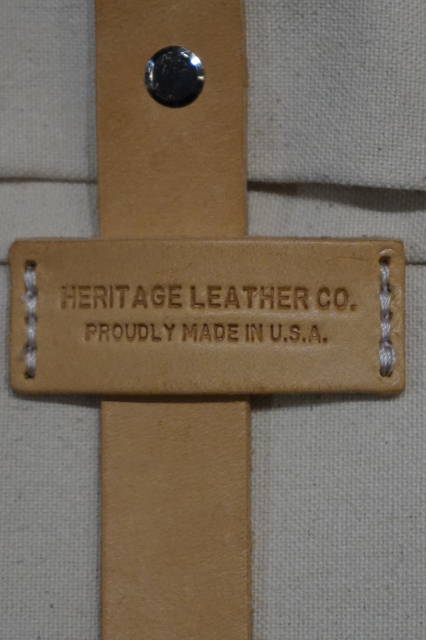 HERITAGE LEATHER CO.
PROUDLY MADE IN U.S.A.